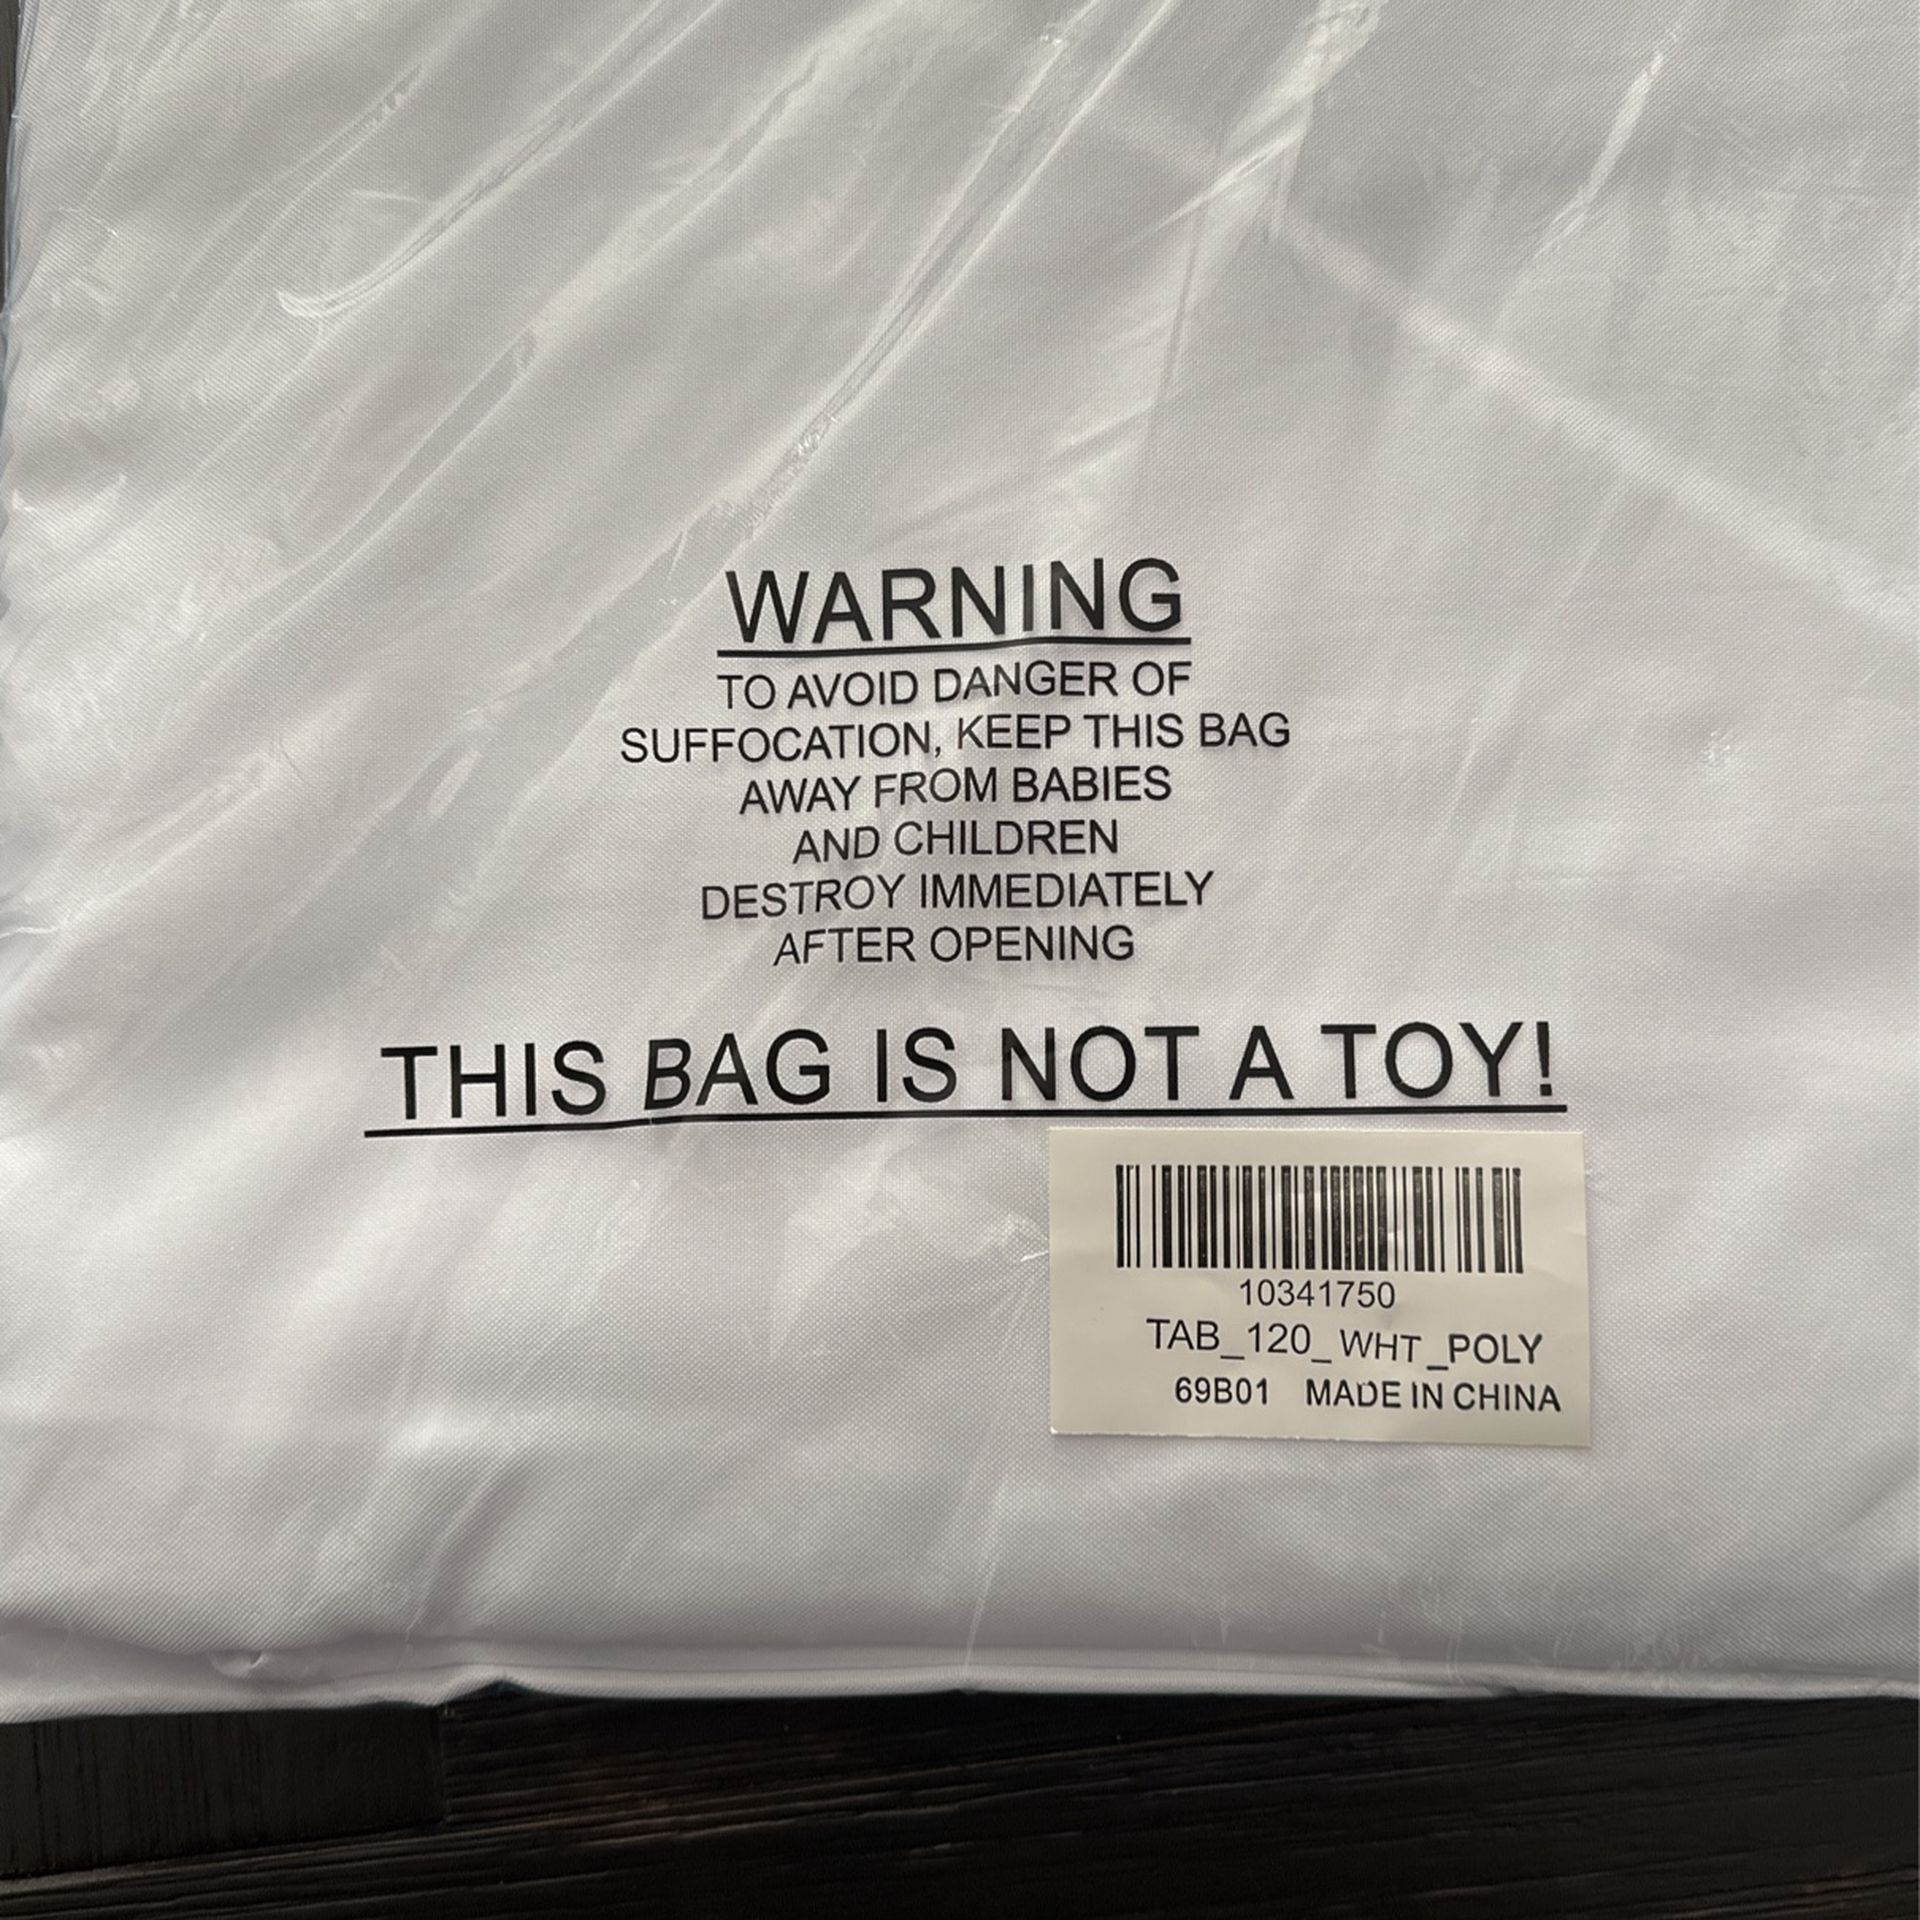 WARNING
TO AVOID DANGER OF
SUFFOCATION, KEEP THIS BAG
AWAY FROM BABIES
AND CHILDREN
DESTROY IMMEDIATELY
AFTER OPENING
THIS BAG IS NOT A TOY!
10341750
TAB_120_WHT_POLY
69B01 MADE IN CHINA